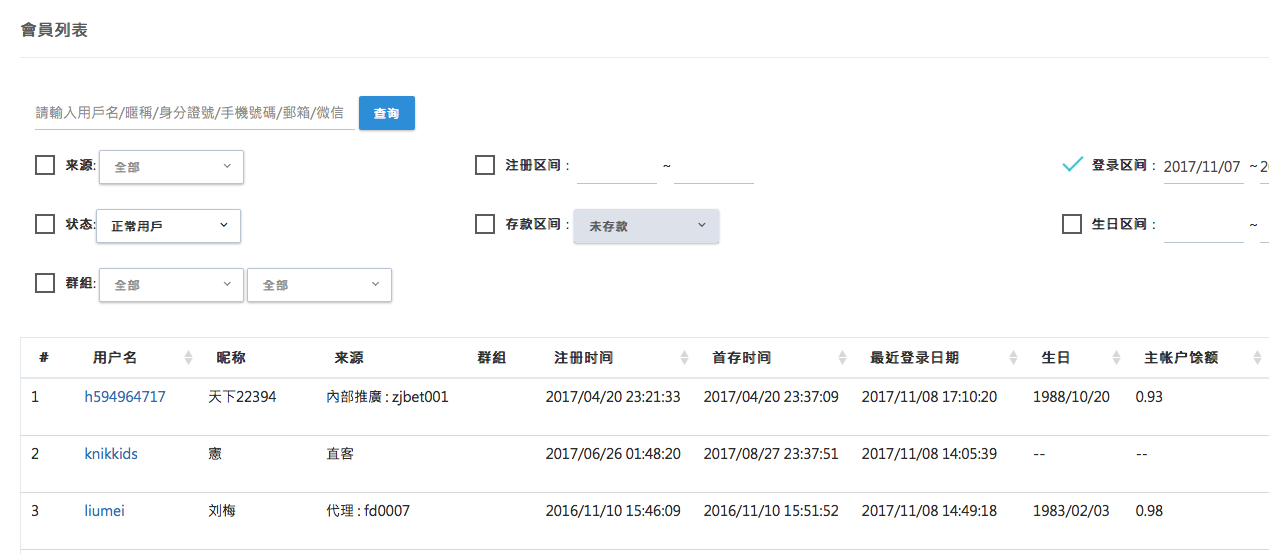 會員列表
請輸入用戶名/暱稱/身分證號/手機號碼/郵箱/微信 查询
来源: 全部 注册区间 : ~ 登录区间 : 2017/11/07 ~
状态: 正常用戶 存款区间 : 未存款 生日区间 : ~
群組: 全部 全部
# 用户名 昵称 来源 群組 注册时间 首存时间 最近登录日期 生日 主帐户馀额
1 h594964717 天下22394 內部推廣 : zjbet001 2017/04/20 23:21:33 2017/04/20 23:37:09 2017/11/08 17:10:20 1988/10/20 0.93
2 knikkids 憲 直客 2017/06/26 01:48:20 2017/08/27 23:37:51 2017/11/08 14:05:39 -- --
3 liumei 刘梅 代理 : fd0007 2016/11/10 15:46:09 2016/11/10 15:51:52 2017/11/08 14:49:18 1983/02/03 0.98